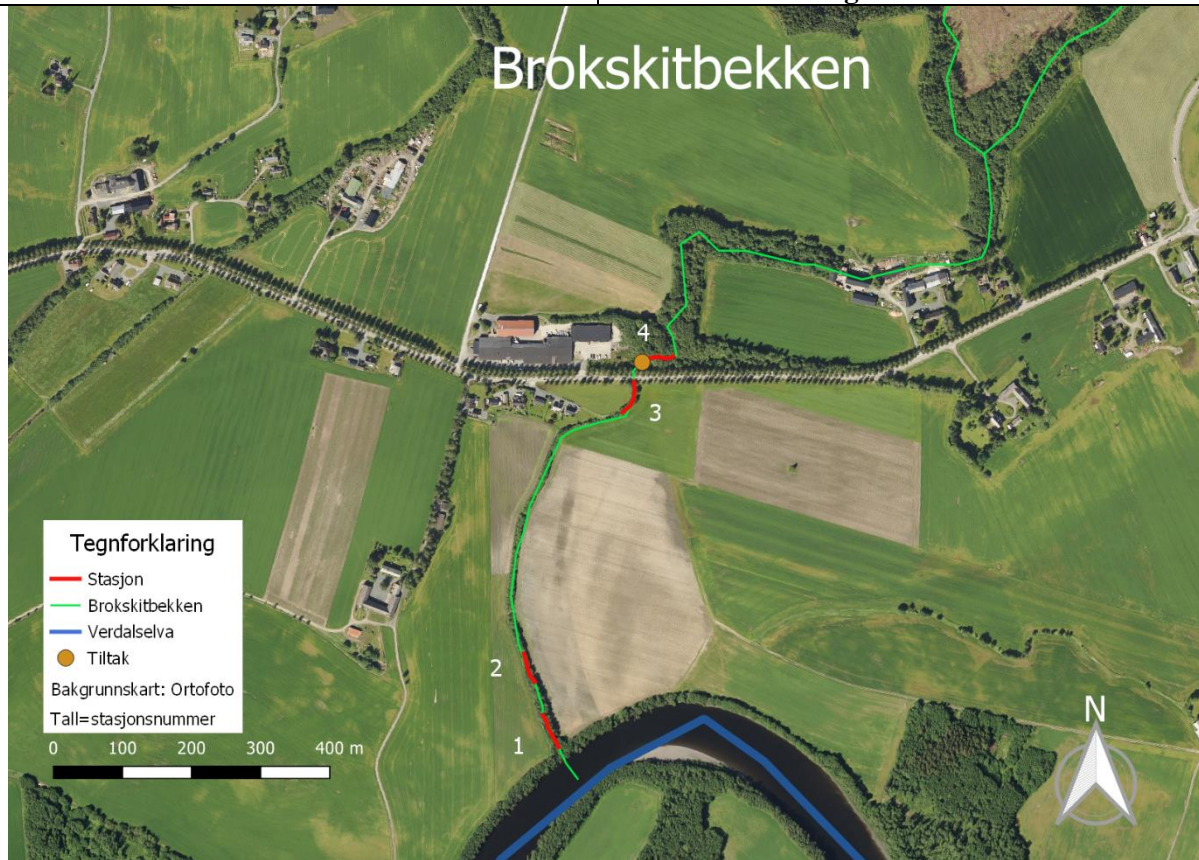 Brokskitbekken
4
3
2
1
Tegnforklaring
Stasjon
Brokskitbekken
Verdalselva
Tiltak
Bakgrunnskart: Ortofoto
Tall=stasjonsnummer
0 100 200 300 400 m
N